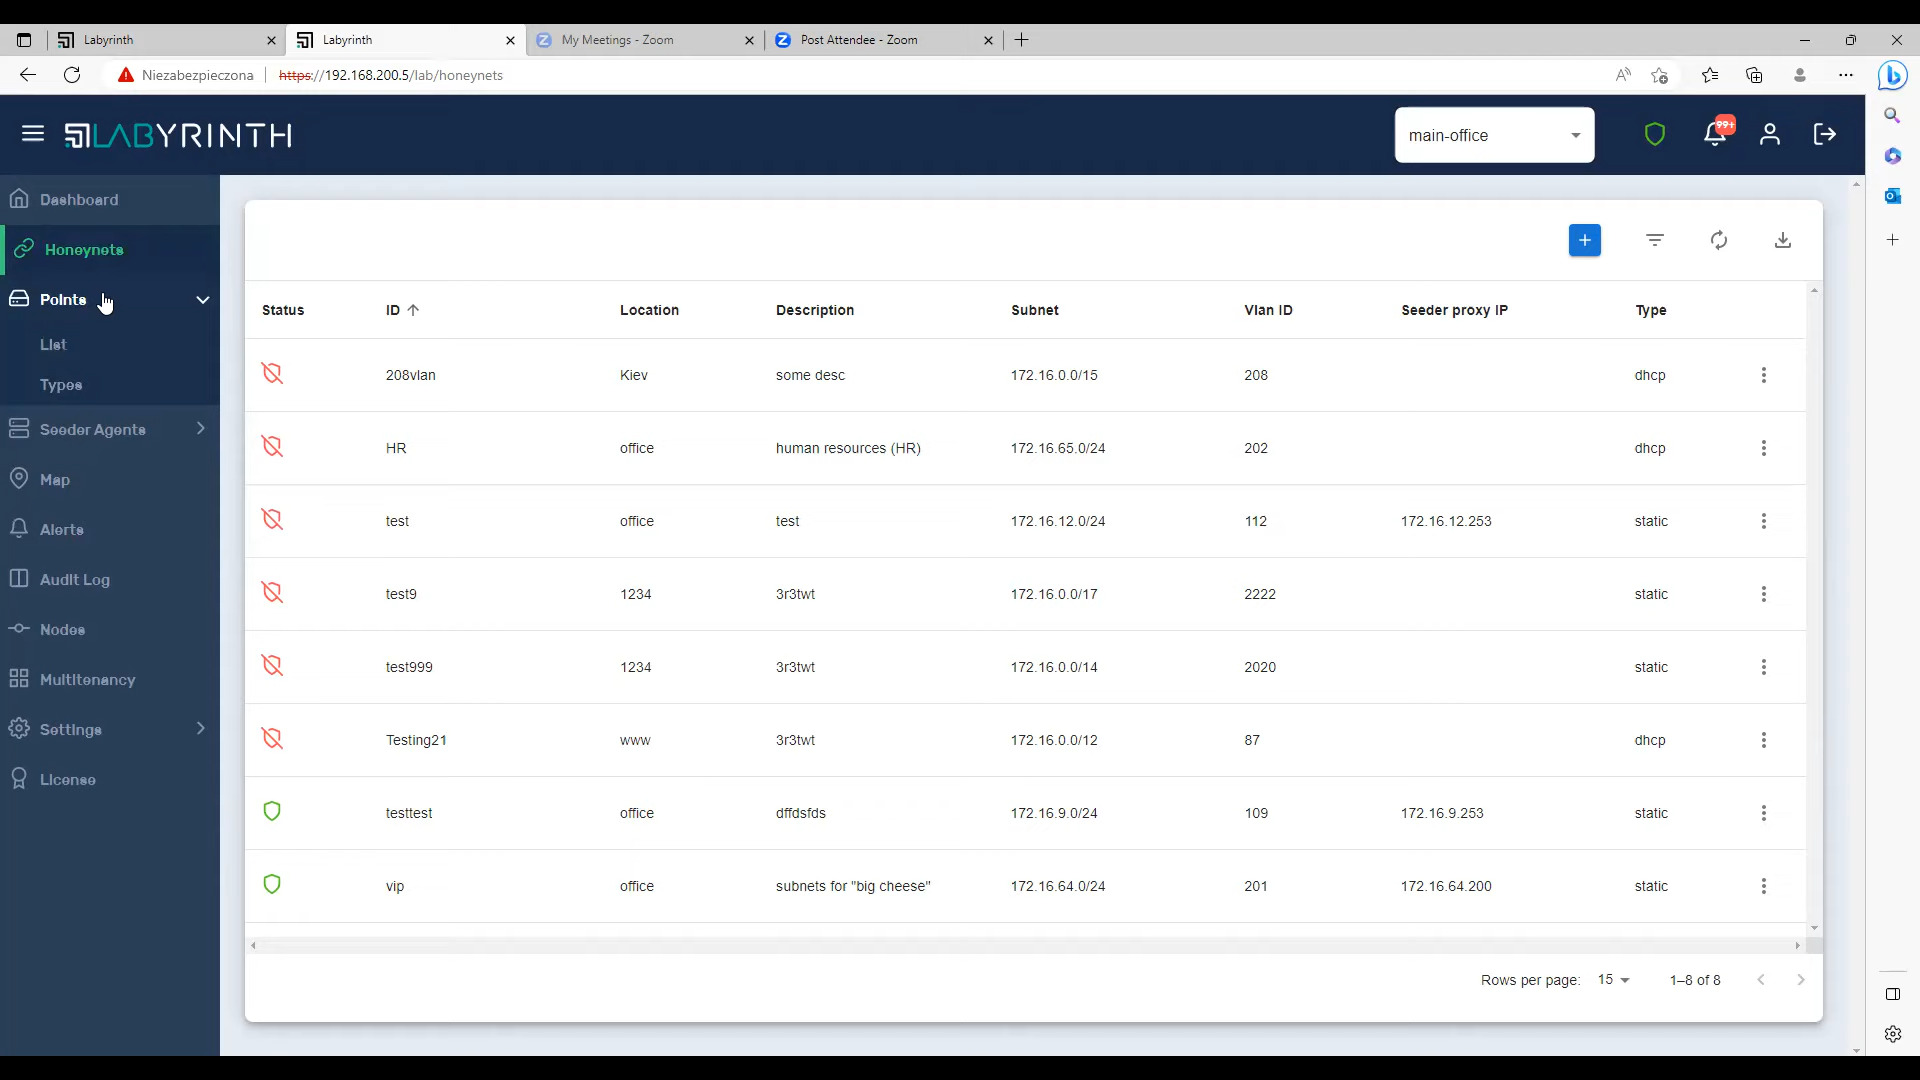 Labyrinth
Labyrinth
My Meetings - Zoom
Post Attendee - Zoom
Niezabezpieczona
https://192.168.200.5/lab/honeynets
LABYRINTH
main-office
99+
Dashboard
Honeynets
Points
List
Types
Seeder Agents
Map
Alerts
Audit Log
Nodes
Multitenancy
Settings
License
Status ID Location Description Subnet Vlan ID Seeder proxy IP Type
208vlan Kiev some desc 172.16.0.0/15 208 dhcp
HR office human resources (HR) 172.16.65.0/24 202 dhcp
test office test 172.16.12.0/24 112 172.16.12.253 static
test9 1234 3r3twt 172.16.0.0/17 2222 static
test999 1234 3r3twt 172.16.0.0/14 2020 static
Testing21 www 3r3twt 172.16.0.0/12 87 dhcp
testtest office dffdsfds 172.16.9.0/24 109 172.16.9.253 static
vip office subnets for "big cheese" 172.16.64.0/24 201 172.16.64.200 static
Rows per page: 15 1–8 of 8